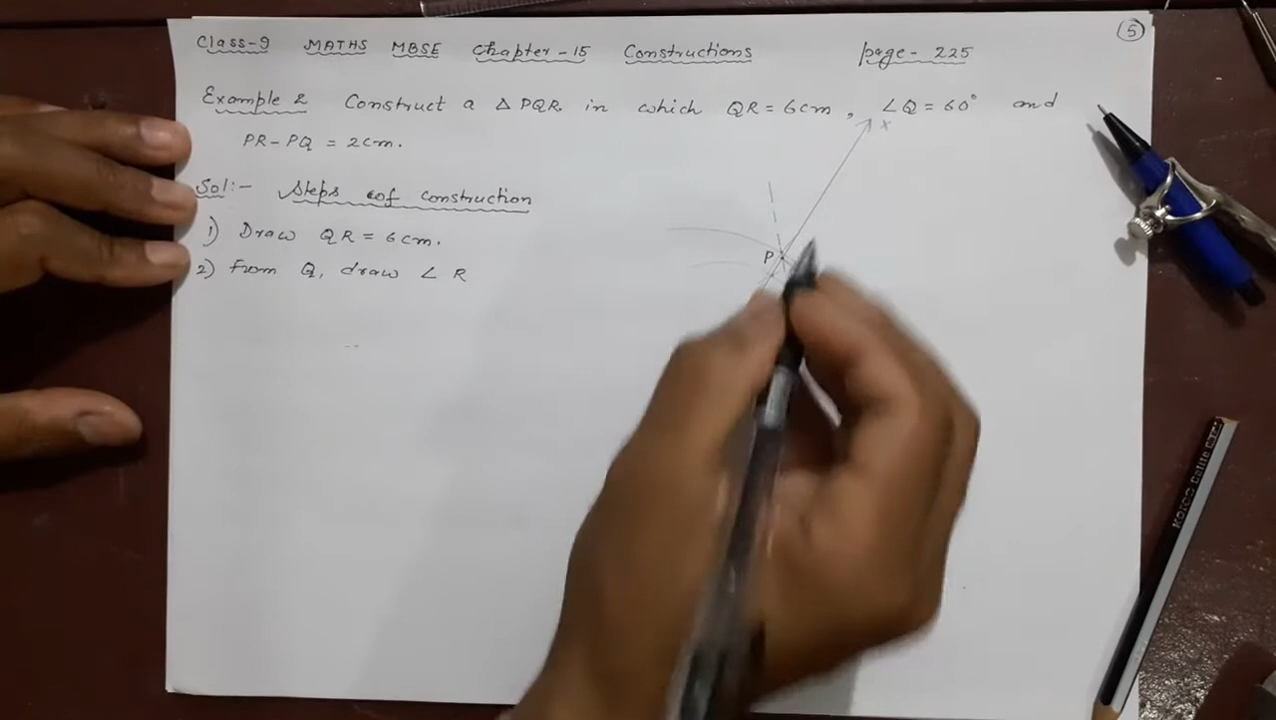 5
Class-9 MATHS MBSE Chapter-15 Constructions page-225
Example 2 Construct a △ PQR in which QR = 6cm, ∠Q = 60° and
PR-PQ = 2cm.
Sol:- Steps of construction
1) Draw QR = 6cm.
2) From Q, draw ∠ R
X
P